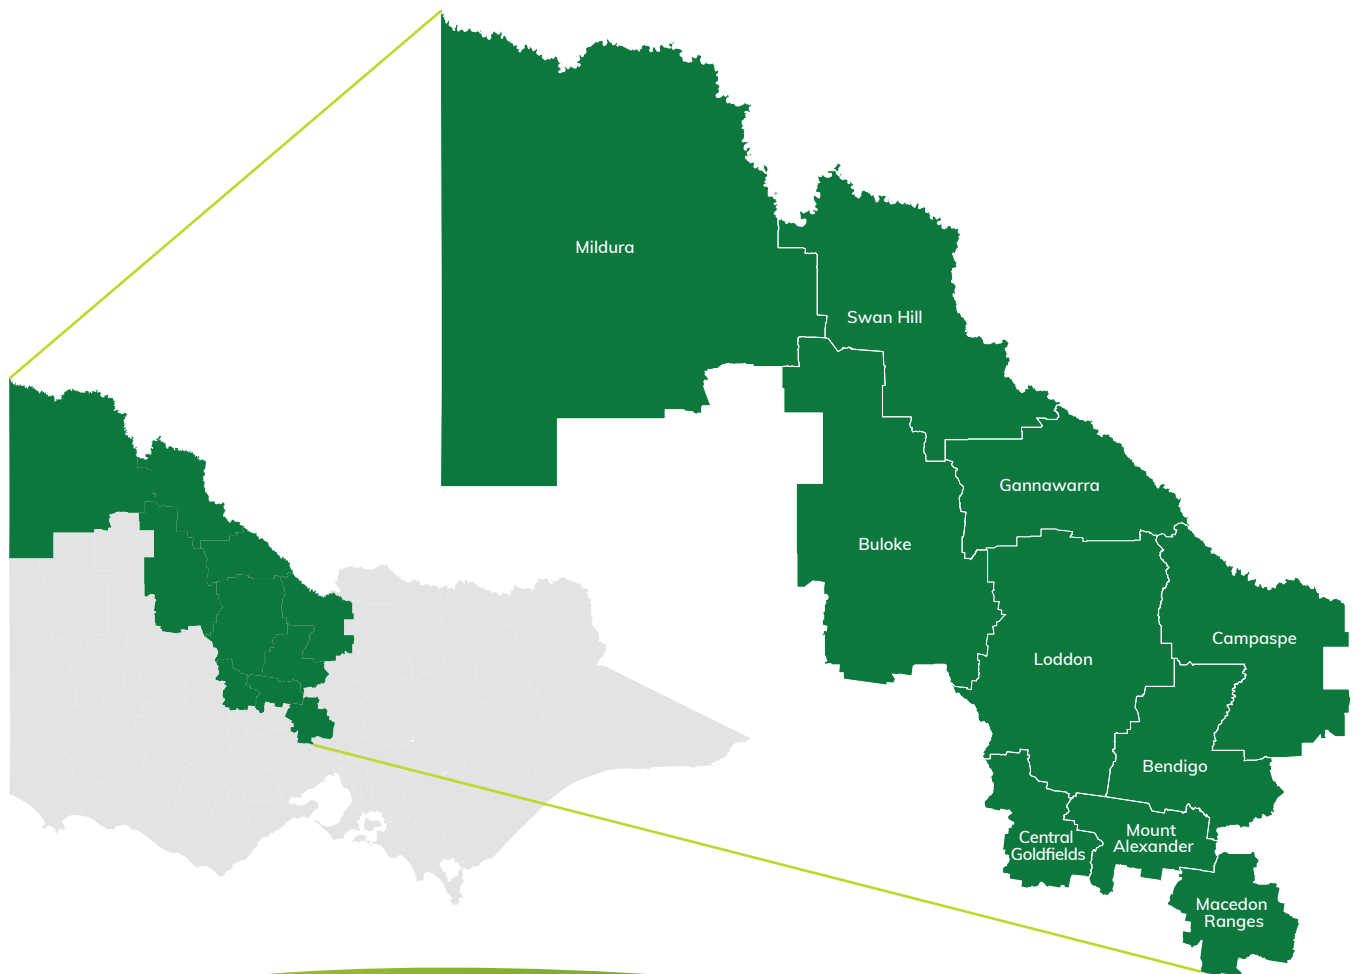 Mildura
Swan Hill
Gannawarra
Buloke
Campaspe
Loddon
Bendigo
Central
Goldfields
Mount
Alexander
Macedon
Ranges